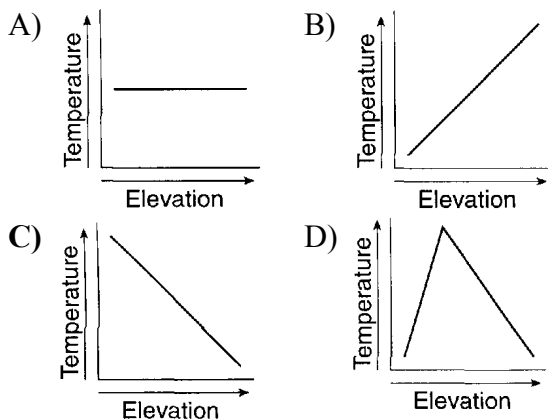 A)
Temperature
Elevation
B)
Temperature
Elevation
C)
Temperature
Elevation
D)
Temperature
Elevation